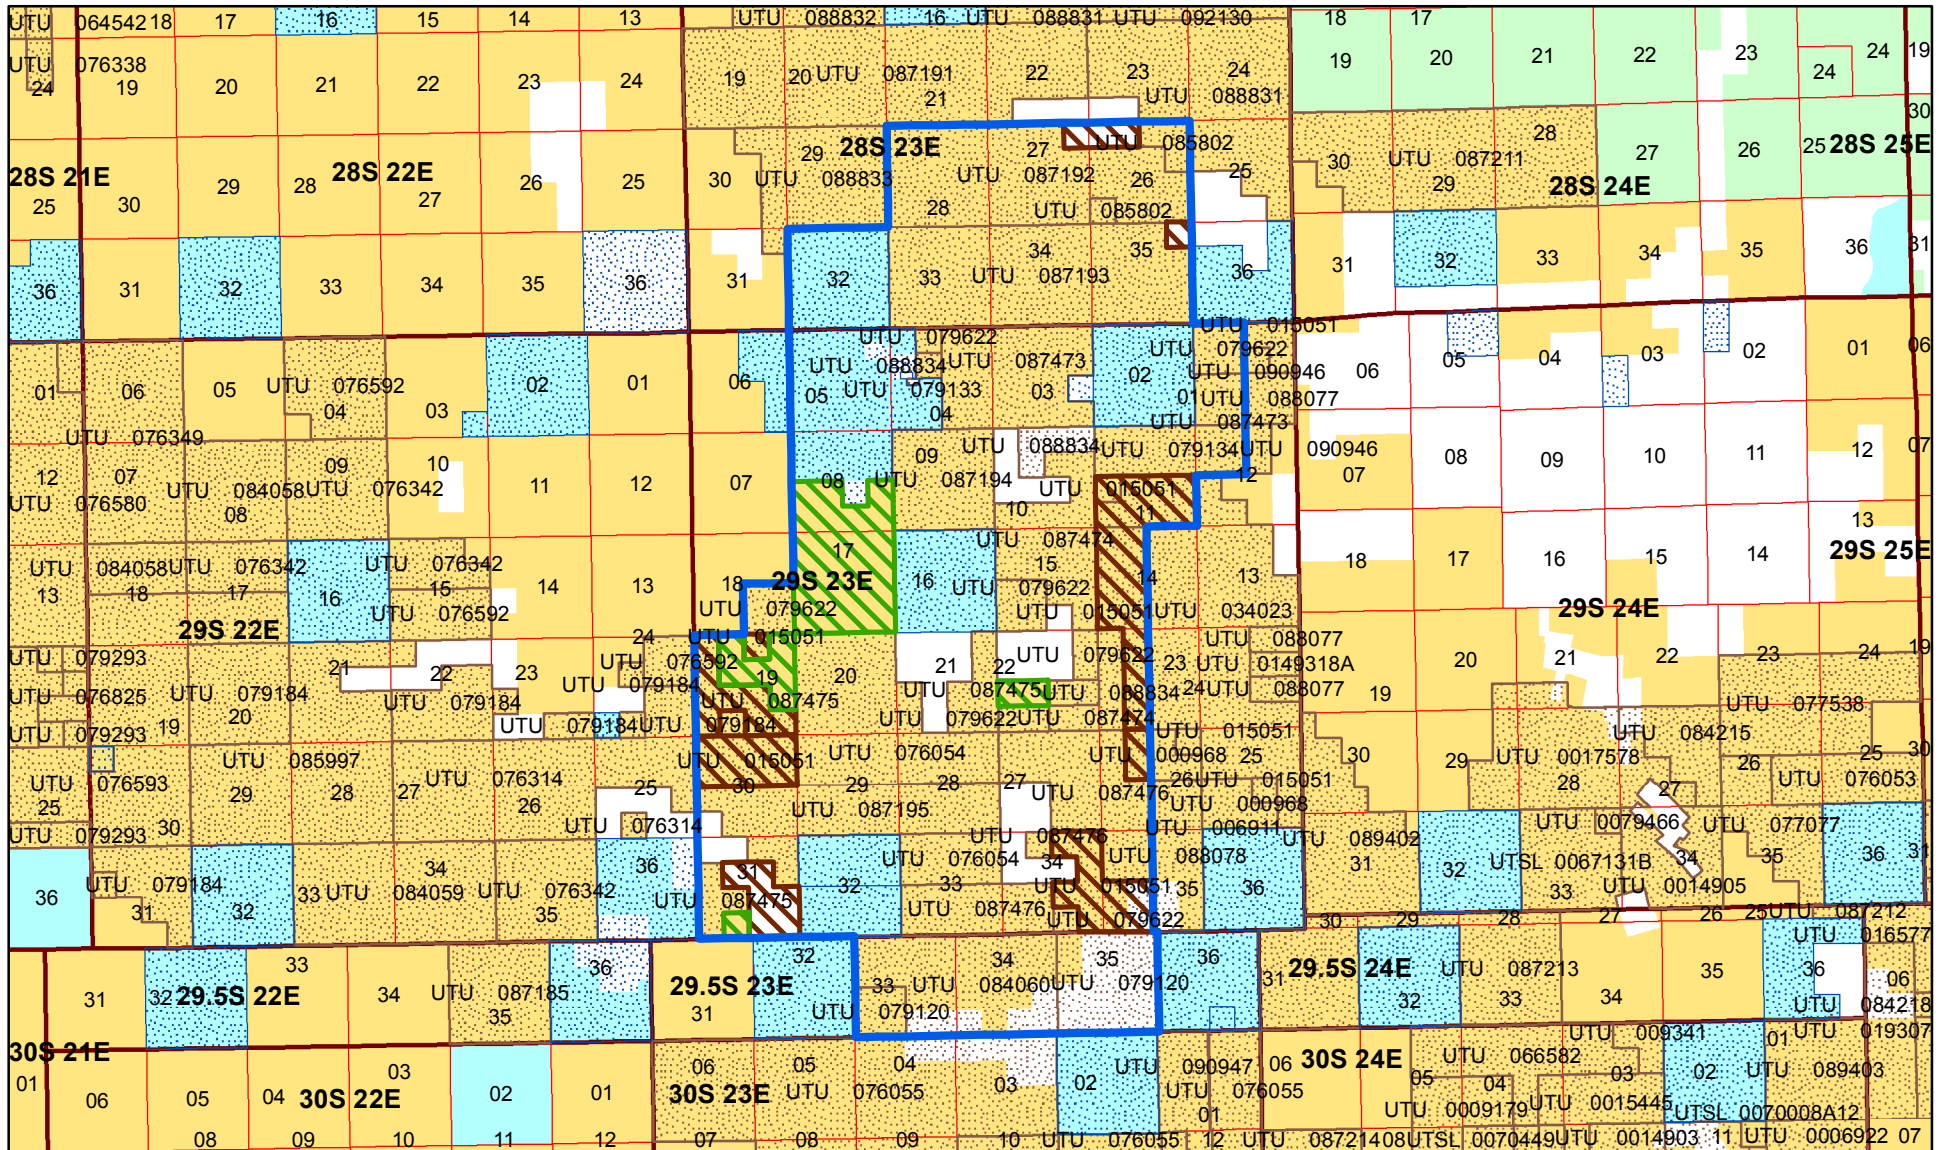 UTU 064542 18 17 16 15 14 13 UTU 088832 16 UTU 088831 UTU 092130 18 17
UTU 076338
24 19 20 21 22 23 24 19 20 UTU 087191 22 23 24 19 20 21 22 23 24 24 19
21 UTU 088831
30
28S 21E 28S 22E 29 28S 23E 27 UTU 085802 28 28S 25E
25 30 29 28 27 26 25 30 UTU 088833 UTU 087192 26 25 30 UTU 087211 27 26 25
29 28S 24E
28 UTU 085802
36 31 32 33 34 35 36 31 32 33 34 35 36 31 32 33 34 35 36 31
UTU 087193
UTU 015051
UTU 079622 UTU 079622
01 06 05 UTU 076592 03 02 01 06 UTU 088834 UTU 087473 02 UTU 090946 06 05 04 03 02 01 06
04 05 UTU 079133 03 01 UTU 088077
04 UTU 087473
UTU 076349 UTU 088834 UTU 079134 UTU 090946
12 07 09 10 11 12 07 08 09 UTU 087194 12 07 08 09 10 11 12 07
UTU 076580 UTU 084058 UTU 076342 UTU 015051
08 10 11
13
UTU 084058 UTU 076342 UTU 076342 17 UTU 087474 18 17 16 15 14 29S 25E
13 18 17 16 15 14 13 18 29S 23E 16 15 14 13
UTU 079622 UTU 079622
29S 22E UTU 076592 UTU 015051 UTU 034023 29S 24E
24 UTU 015051 UTU 088077
UTU 079293 21 22 23 UTU 076592 19 20 21 22 UTU 079622 23 UTU 0149318A 20 21 22 23 24 19
UTU 076825 UTU 079184 UTU 079184 UTU 079184 UTU 087475 UTU 087475 UTU 088834 24 UTU 088077 19
UTU 077538
UTU 079293 19 20 UTU 079184 UTU 079184 UTU 079622 UTU 087474 UTU 015051 UTU 084215
UTU 085997 UTU 015051 UTU 076054 UTU 000968 25 30 29 UTU 0017578 26 25 30
UTU 076593 UTU 076314 30 29 28 27 26 UTU 015051 28 27 UTU 076053
25 29 28 27 26 25 UTU 087476 UTU 000968
UTU 087195
UTU 079293 30 UTU 076314 UTU 087476 UTU 006911 UTU 089402 UTU 0079466 UTU 077077
36 UTU 079184 34 36 31 UTU 076054 34 UTU 088078 31 32 UTSL 0067131B 34 35 36 31
31 32 33 UTU 084059 UTU 076342 UTU 087475 32 33 UTU 015051 35 36 33 UTU 0014905
35 UTU 087476 UTU 079622
30 29 28 27 26 25 UTU 087212
UTU 016577
33 36 32 34 35 36 29.5S 24E
31 32 29.5S 22E 34 UTU 087185 29.5S 23E 33 UTU 084060 UTU 079120 31 UTU 087213 35 36 06
35 31 UTU 079120 32 33 34 UTU 084218
30S 21E 03 06 05 04 UTU 009341 01 UTU 019307
01 06 05 04 30S 22E 02 01 30S 23E UTU 076055 03 02 UTU 090947 06 30S 24E UTU 066582 02 UTU 089403
UTU 076055 05 04 03
01 UTU 0009179 UTU 0015445 UTSL 0070008A 12
08 09 10 11 12 07 08 09 10 UTU 076055 12 UTU 087214 08 UTSL 0070449 UTU 0014903 11 UTU 0006922 07